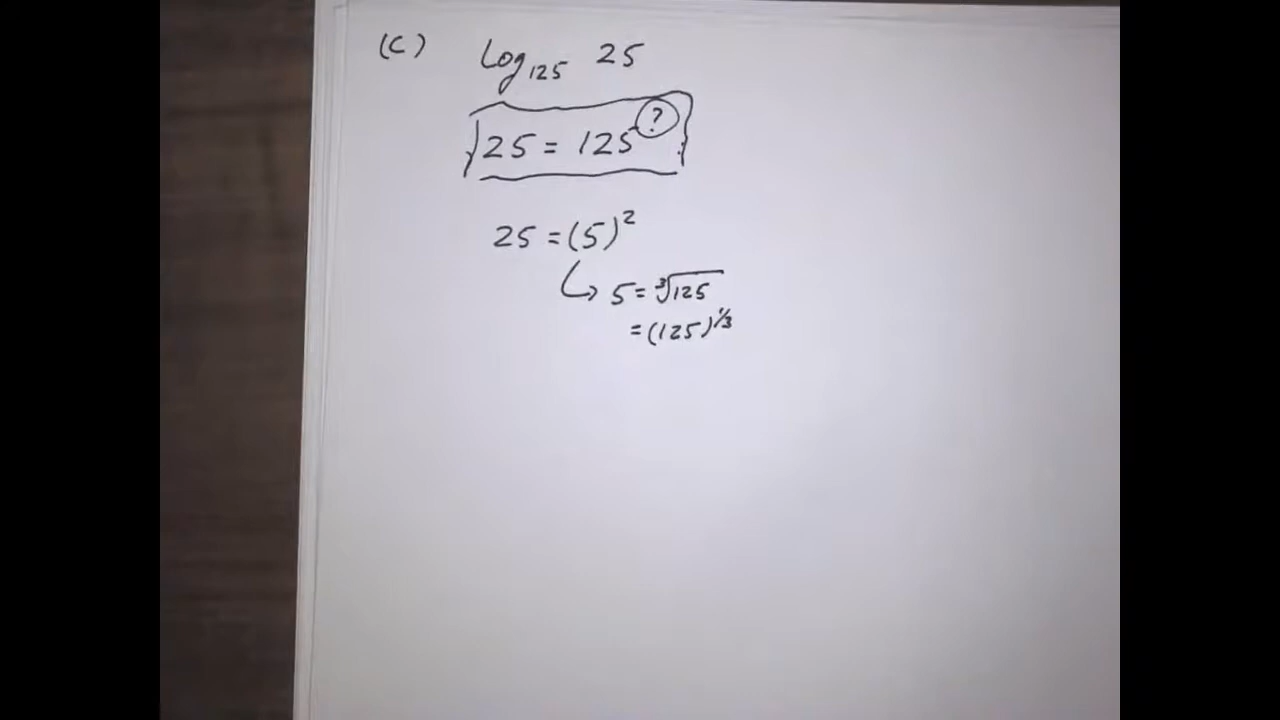 (C) log₁₂₅ 25
25 = 125^?
25 = (5)²
↳ 5 = ∛125
= (125)^⅓